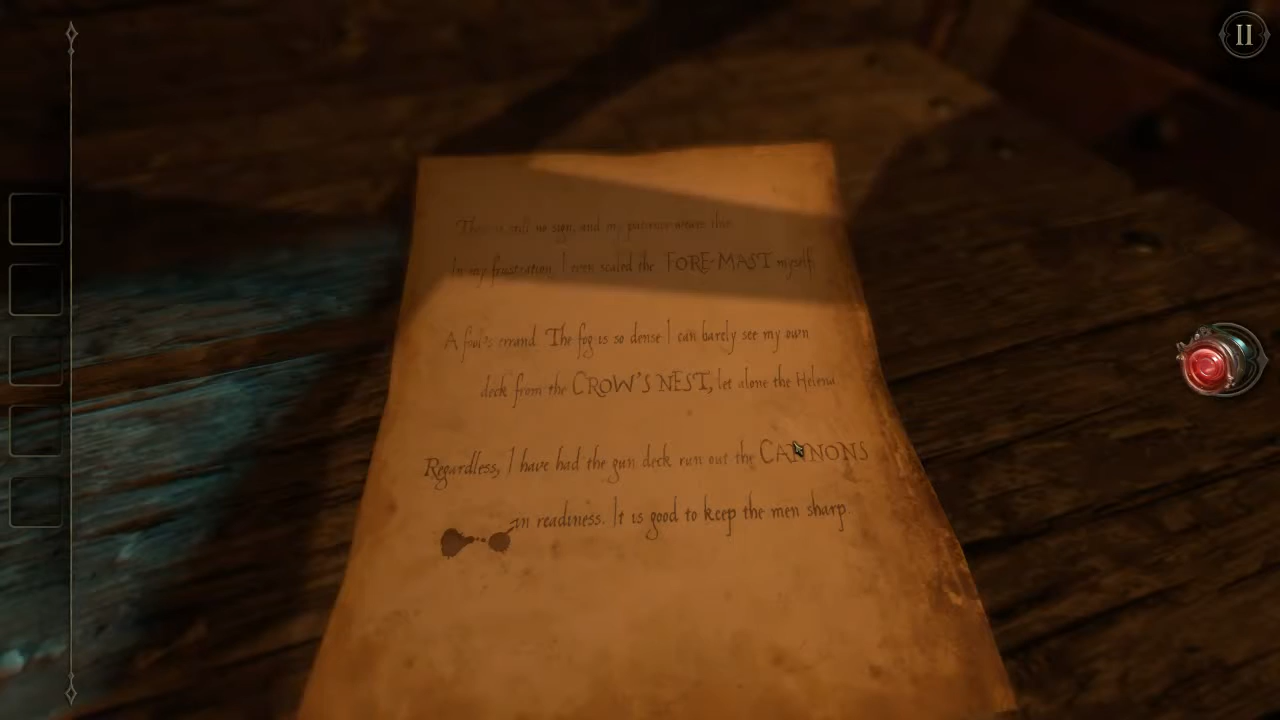 There is still no sign, and my patience wears thin.
In my frustration, I even scaled the FORE-MAST myself.
A fool's errand. The fog is so dense I can barely see my own
deck from the CROW'S NEST, let alone the Helena
Regardless, I have had the gun deck run out the CANNONS
in readiness. It is good to keep the men sharp.